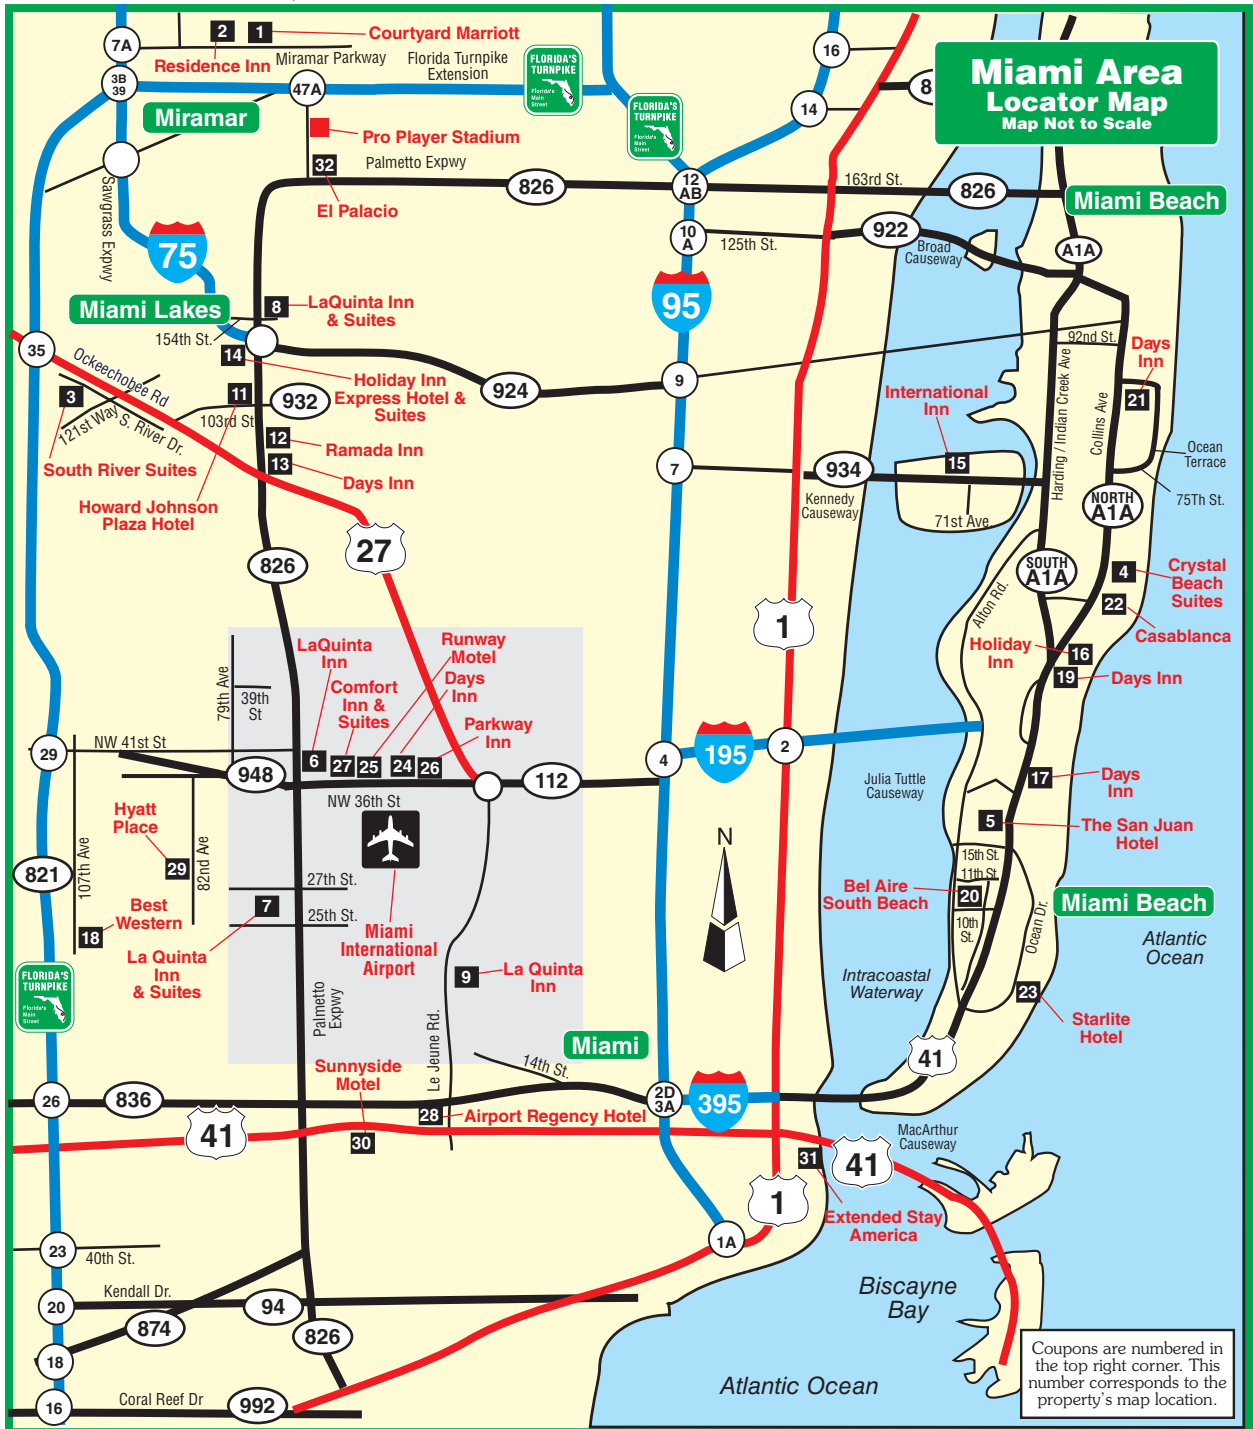 Miami Area
Locator Map
Map Not to Scale
7A
2
1
Courtyard Marriott
Residence Inn
Miramar Parkway
Florida Turnpike
Extension
FLORIDA'S
TURNPIKE
Florida's
Main
Street
16
8
3B
39
47A
Miramar
FLORIDA'S
TURNPIKE
Florida's
Main
Street
14
Pro Player Stadium
32
Palmetto Expwy
El Palacio
826
12
AB
163rd St.
826
Miami Beach
Sawgrass Expwy
75
10
A
125th St.
922
Broad
Causeway
A1A
95
Miami Lakes
8
LaQuinta Inn
& Suites
154th St.
14
35
Ockeechobee Rd
Holiday Inn
Express Hotel &
Suites
924
9
92nd St.
Days
Inn
21
3
121st Way
S. River Dr.
11
103rd St
932
International
Inn
Harding / Indian Creek Ave
Collins Ave
12
Ramada Inn
13
Days Inn
South River Suites
Howard Johnson
Plaza Hotel
7
934
15
Kennedy
Causeway
71st Ave.
Ocean
Terrace
75Th St.
NORTH
A1A
27
826
SOUTH
A1A
4
Crystal
Beach
Suites
Alton Rd.
22
Casablanca
1
Holiday
Inn
16
19
Days Inn
79th Ave
39th
St
LaQuinta
Inn
Comfort
Inn &
Suites
Runway
Motel
Days
Inn
Parkway
Inn
29
NW 41st St
6
27
25
24
26
948
112
4
195
2
NW 36th St
Julia Tuttle
Causeway
17
Days
Inn
5
The San Juan
Hotel
Hyatt
Place
29
82nd Ave
107th Ave
821
N
15th St.
11th St.
27th St.
7
25th St.
Bel Aire
South Beach
20
10th
St.
Ocean Dr.
Miami Beach
Best
Western
18
La Quinta
Inn
& Suites
Miami
International
Airport
Atlantic
Ocean
FLORIDA'S
TURNPIKE
Florida's
Main
Street
9
La Quinta
Inn
Intracoastal
Waterway
23
Starlite
Hotel
Palmetto
Expwy
Le Jeune Rd.
Miami
14th St.
41
Sunnyside
Motel
26
836
2D
3A
395
28
Airport Regency Hotel
41
30
MacArthur
Causeway
31
41
1
Extended Stay
America
1A
23
40th St.
Biscayne
Bay
20
Kendall Dr.
94
874
826
18
16
Coral Reef Dr
992
Atlantic Ocean
Coupons are numbered in
the top right corner. This
number corresponds to the
property's map location.